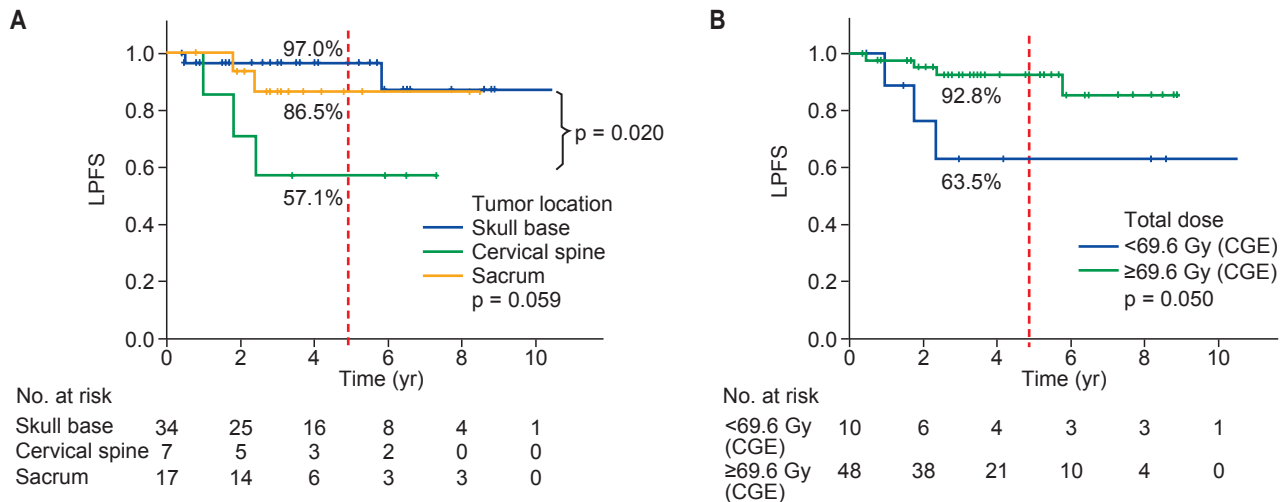 A
LPFS
1.0
0.8
0.6
0.4
0.2
0.0
97.0%
86.5%
57.1%
p = 0.020
Tumor location
Skull base
Cervical spine
Sacrum
p = 0.059
0 2 4 6 8 10
Time (yr)
No. at risk
Skull base 34 25 16 8 4 1
Cervical spine 7 5 3 2 0 0
Sacrum 17 14 6 3 3 0
B
LPFS
1.0
0.8
0.6
0.4
0.2
0.0
92.8%
63.5%
Total dose
<69.6 Gy (CGE)
≥69.6 Gy (CGE)
p = 0.050
0 2 4 6 8 10
Time (yr)
No. at risk
<69.6 Gy 10 6 4 3 3 1
(CGE)
≥69.6 Gy 48 38 21 10 4 0
(CGE)